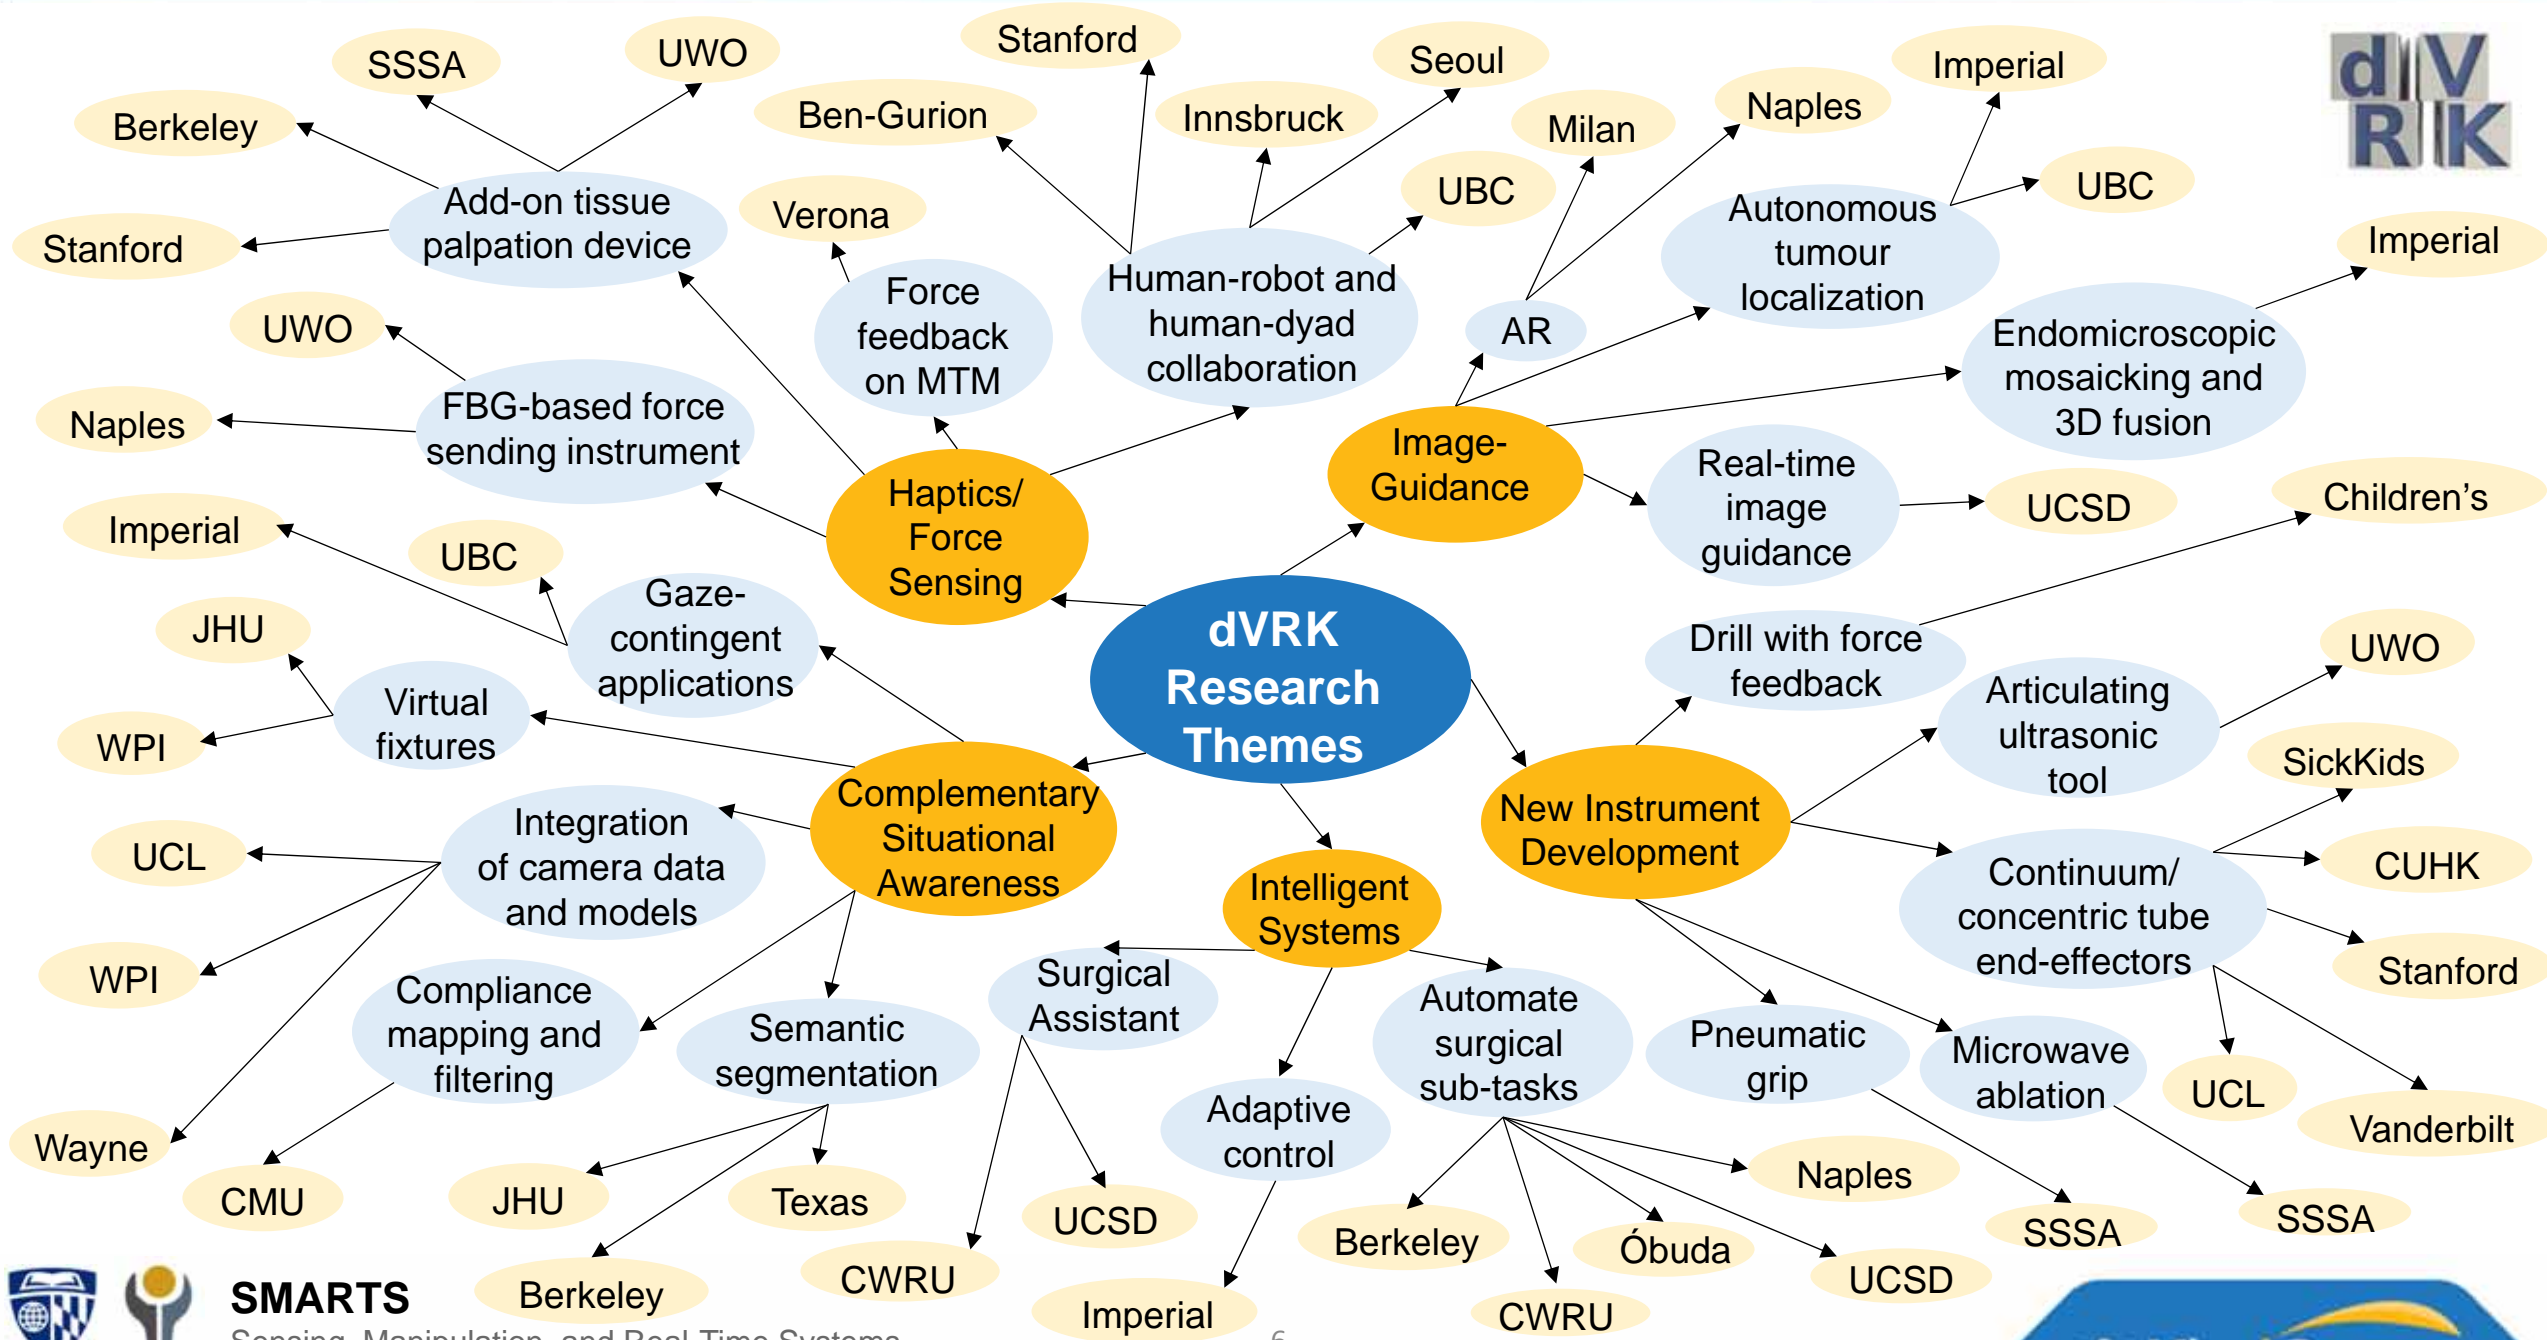 Stanford
SSSA
UWO
Seoul
Imperial
Berkeley
Ben-Gurion
Innsbruck
Milan
Naples
dVRK
Add-on tissue
palpation device
Verona
UBC
Autonomous
tumour
localization
UBC
Stanford
Imperial
UWO
Force
feedback
on MTM
Human-robot and
human-dyad
collaboration
AR
Endomicroscopic
mosaicking and
3D fusion
Naples
FBG-based force
sending instrument
Haptics/
Force
Sensing
Image-
Guidance
Real-time
image
guidance
UCSD
Children's
Imperial
UBC
JHU
Gaze-
contingent
applications
dVRK
Research
Themes
Drill with force
feedback
UWO
Virtual
fixtures
WPI
Articulating
ultrasonic
tool
SickKids
Integration
of camera data
and models
Complementary
Situational
Awareness
New Instrument
Development
UCL
CUHK
Intelligent
Systems
Continuum/
concentric tube
end-effectors
WPI
Stanford
Compliance
mapping and
filtering
Semantic
segmentation
Surgical
Assistant
Automate
surgical
sub-tasks
Pneumatic
grip
Microwave
ablation
UCL
Vanderbilt
Wayne
Adaptive
control
CMU
JHU
Texas
UCSD
Naples
SSSA
SSSA
Berkeley
CWRU
Imperial
Berkeley
CWRU
Óbuda
UCSD
SMARTS
Sensing, Manipulation, and Real-Time Systems
6